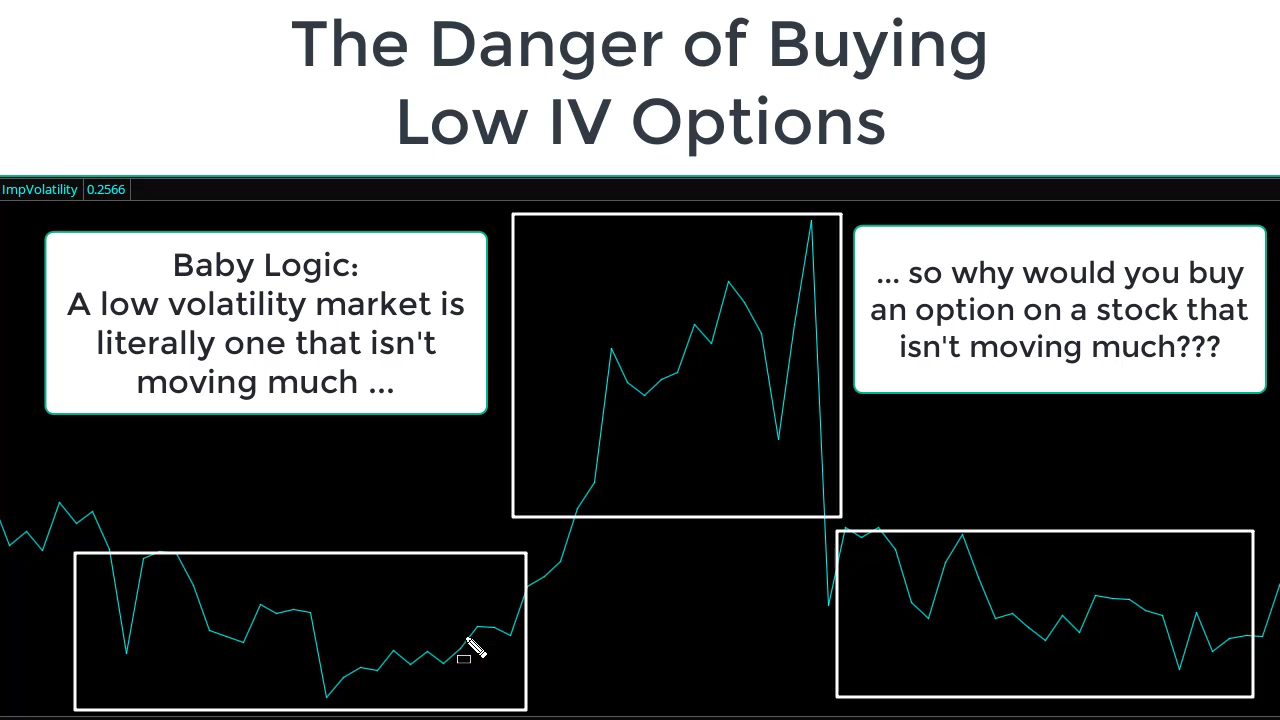 The Danger of Buying
Low IV Options
ImpVolatility 0.2566
Baby Logic:
A low volatility market is
literally one that isn't
moving much ...
... so why would you buy
an option on a stock that
isn't moving much???